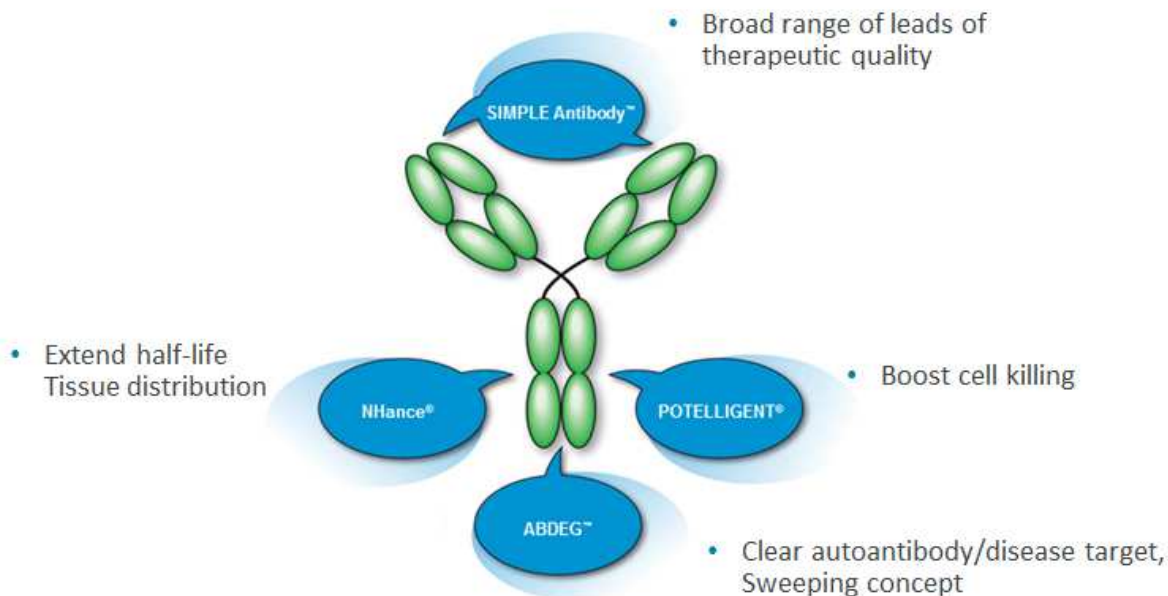 • Broad range of leads of
therapeutic quality
SIMPLE Antibody™
• Extend half-life
Tissue distribution
NHance®
POTELLIGENT®
• Boost cell killing
ABDEG™
• Clear autoantibody/disease target,
Sweeping concept